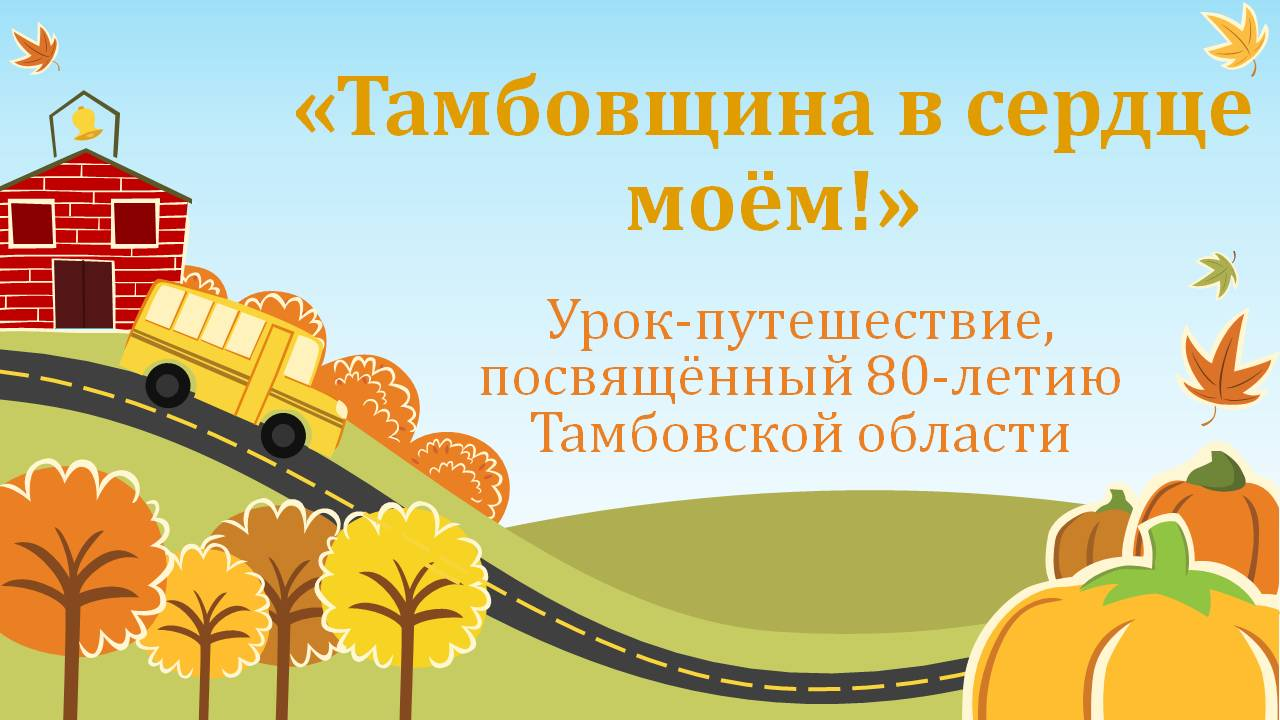 «Тамбовщина в сердце
моём!»
Урок-путешествие,
посвящённый 80-летию
Тамбовской области